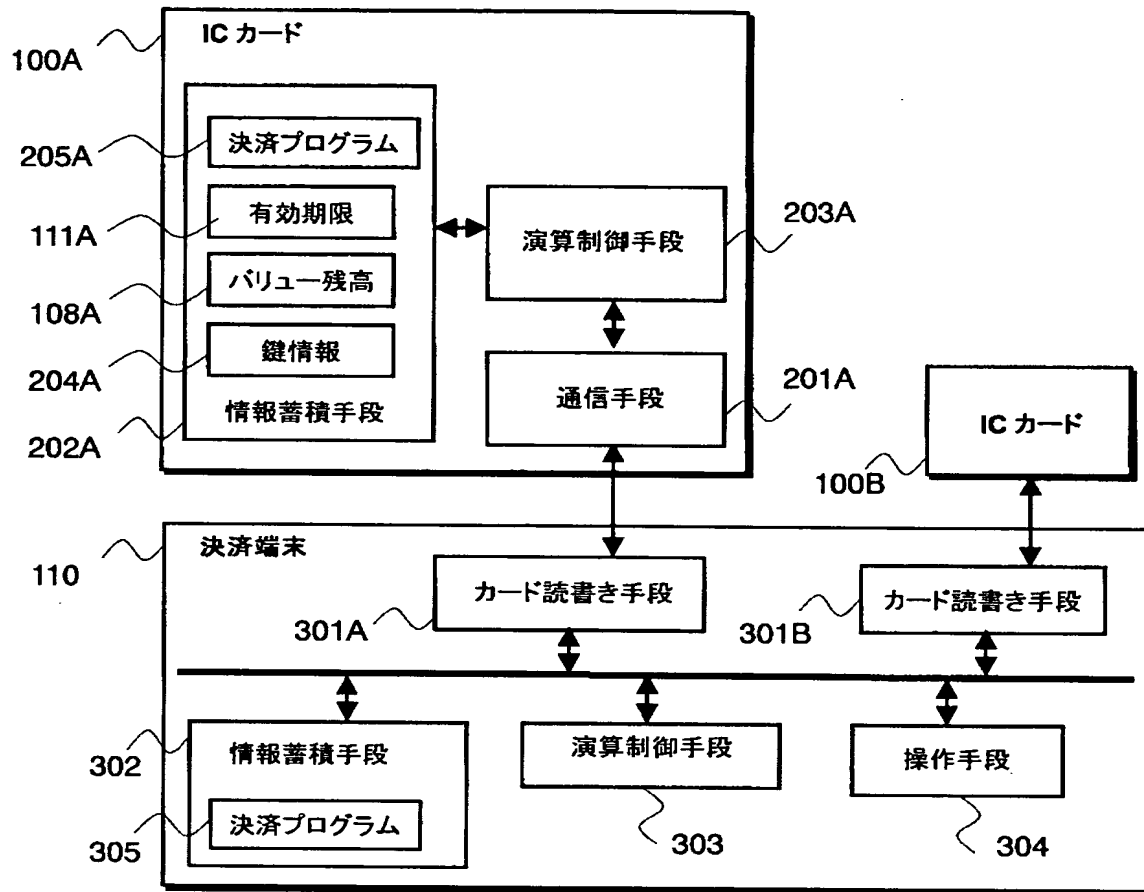 IC カード
100A
決済プログラム
205A
有効期限
111A
バリュー残高
108A
鍵情報
204A
情報蓄積手段
202A
演算制御手段
203A
通信手段
201A
IC カード
100B
決済端末
110
カード読書き手段
301A
カード読書き手段
301B
情報蓄積手段
302
決済プログラム
305
演算制御手段
303
操作手段
304